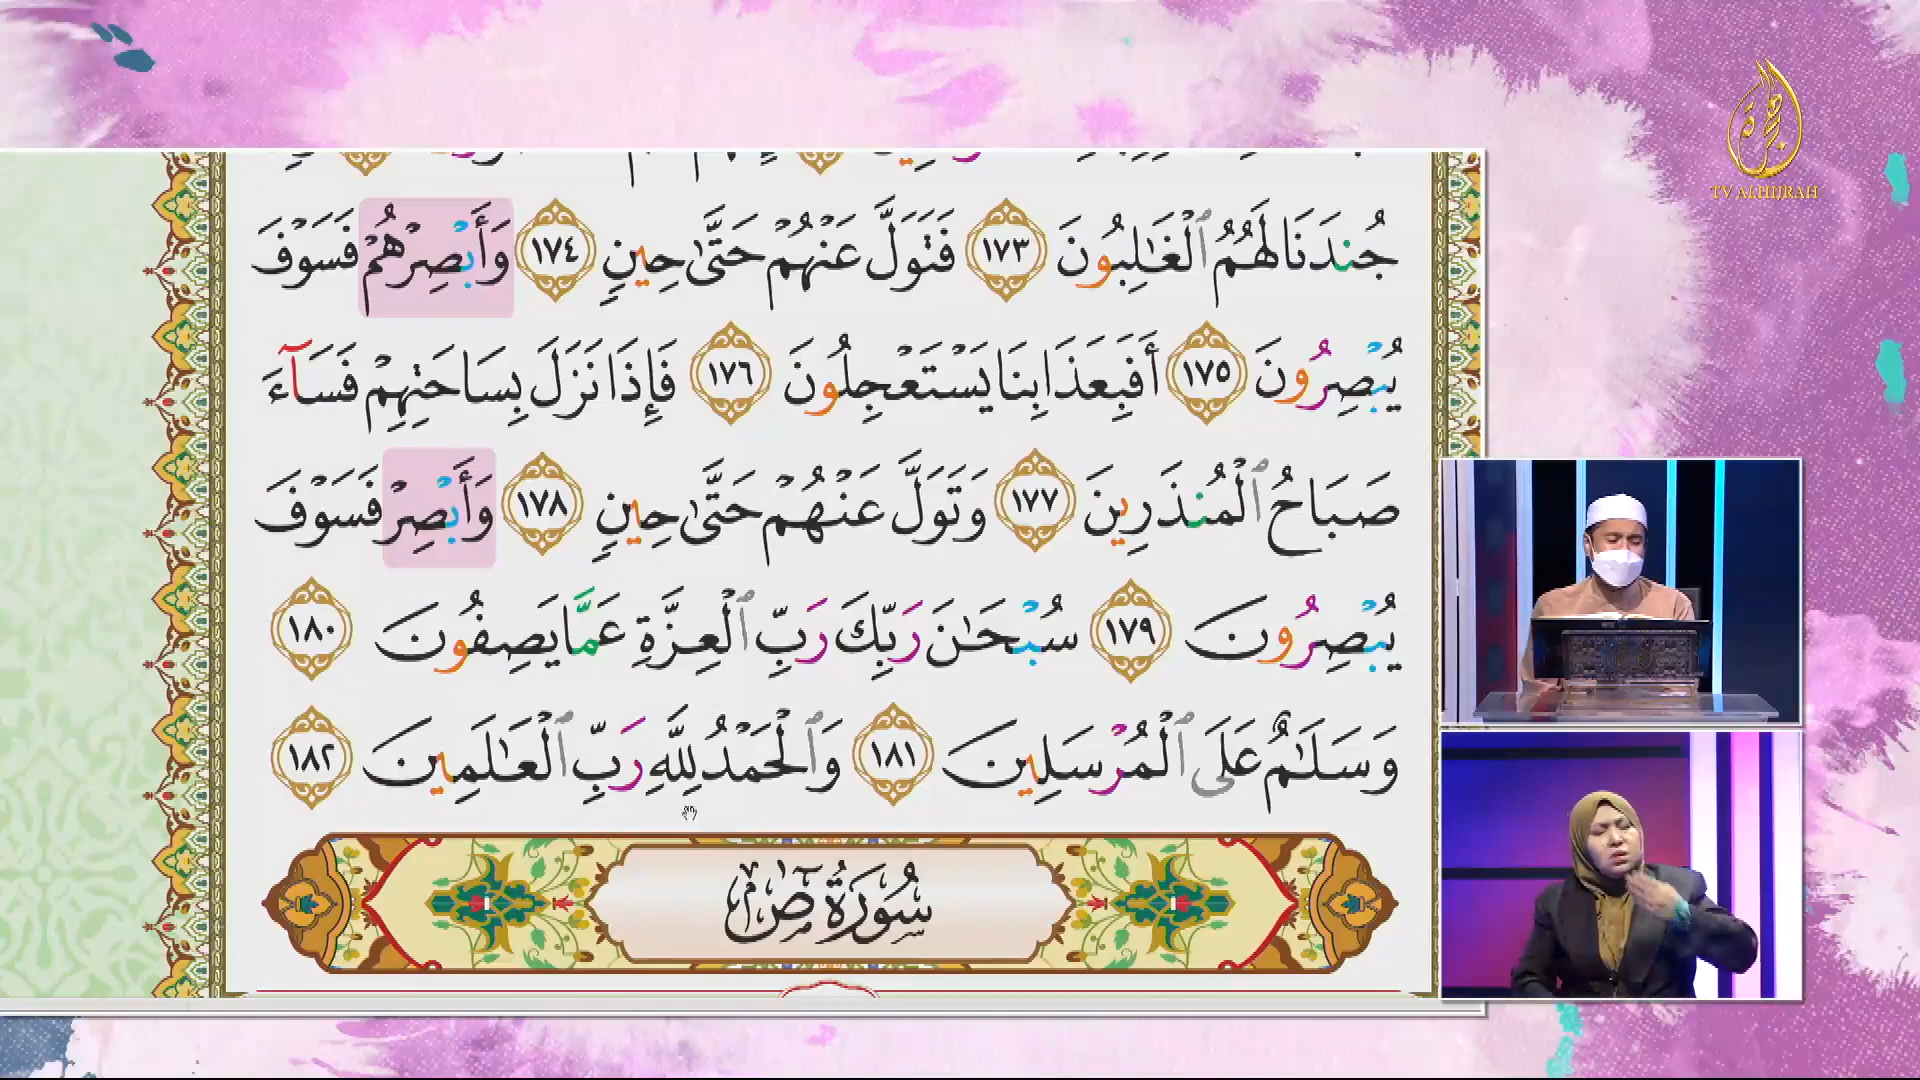 TV ALHIJRAH
جُندَنَا لَهُمُ ٱلْغَـٰلِبُونَ ١٧٣ فَتَوَلَّ عَنْهُمْ حَتَّىٰ حِينٍ ١٧٤ وَأَبْصِرْهُمْ فَسَوْفَ
يُبْصِرُونَ ١٧٥ أَفَبِعَذَابِنَا يَسْتَعْجِلُونَ ١٧٦ فَإِذَا نَزَلَ بِسَاحَتِهِمْ فَسَآءَ
صَبَاحُ ٱلْمُنذَرِينَ ١٧٧ وَتَوَلَّ عَنْهُمْ حَتَّىٰ حِينٍ ١٧٨ وَأَبْصِرْ فَسَوْفَ
يُبْصِرُونَ ١٧٩ سُبْحَـٰنَ رَبِّكَ رَبِّ ٱلْعِزَّةِ عَمَّا يَصِفُونَ ١٨٠
وَسَلَـٰمٌ عَلَى ٱلْمُرْسَلِينَ ١٨١ وَٱلْحَمْدُ لِلَّهِ رَبِّ ٱلْعَـٰلَمِينَ ١٨٢
سُورَةُ صٓ